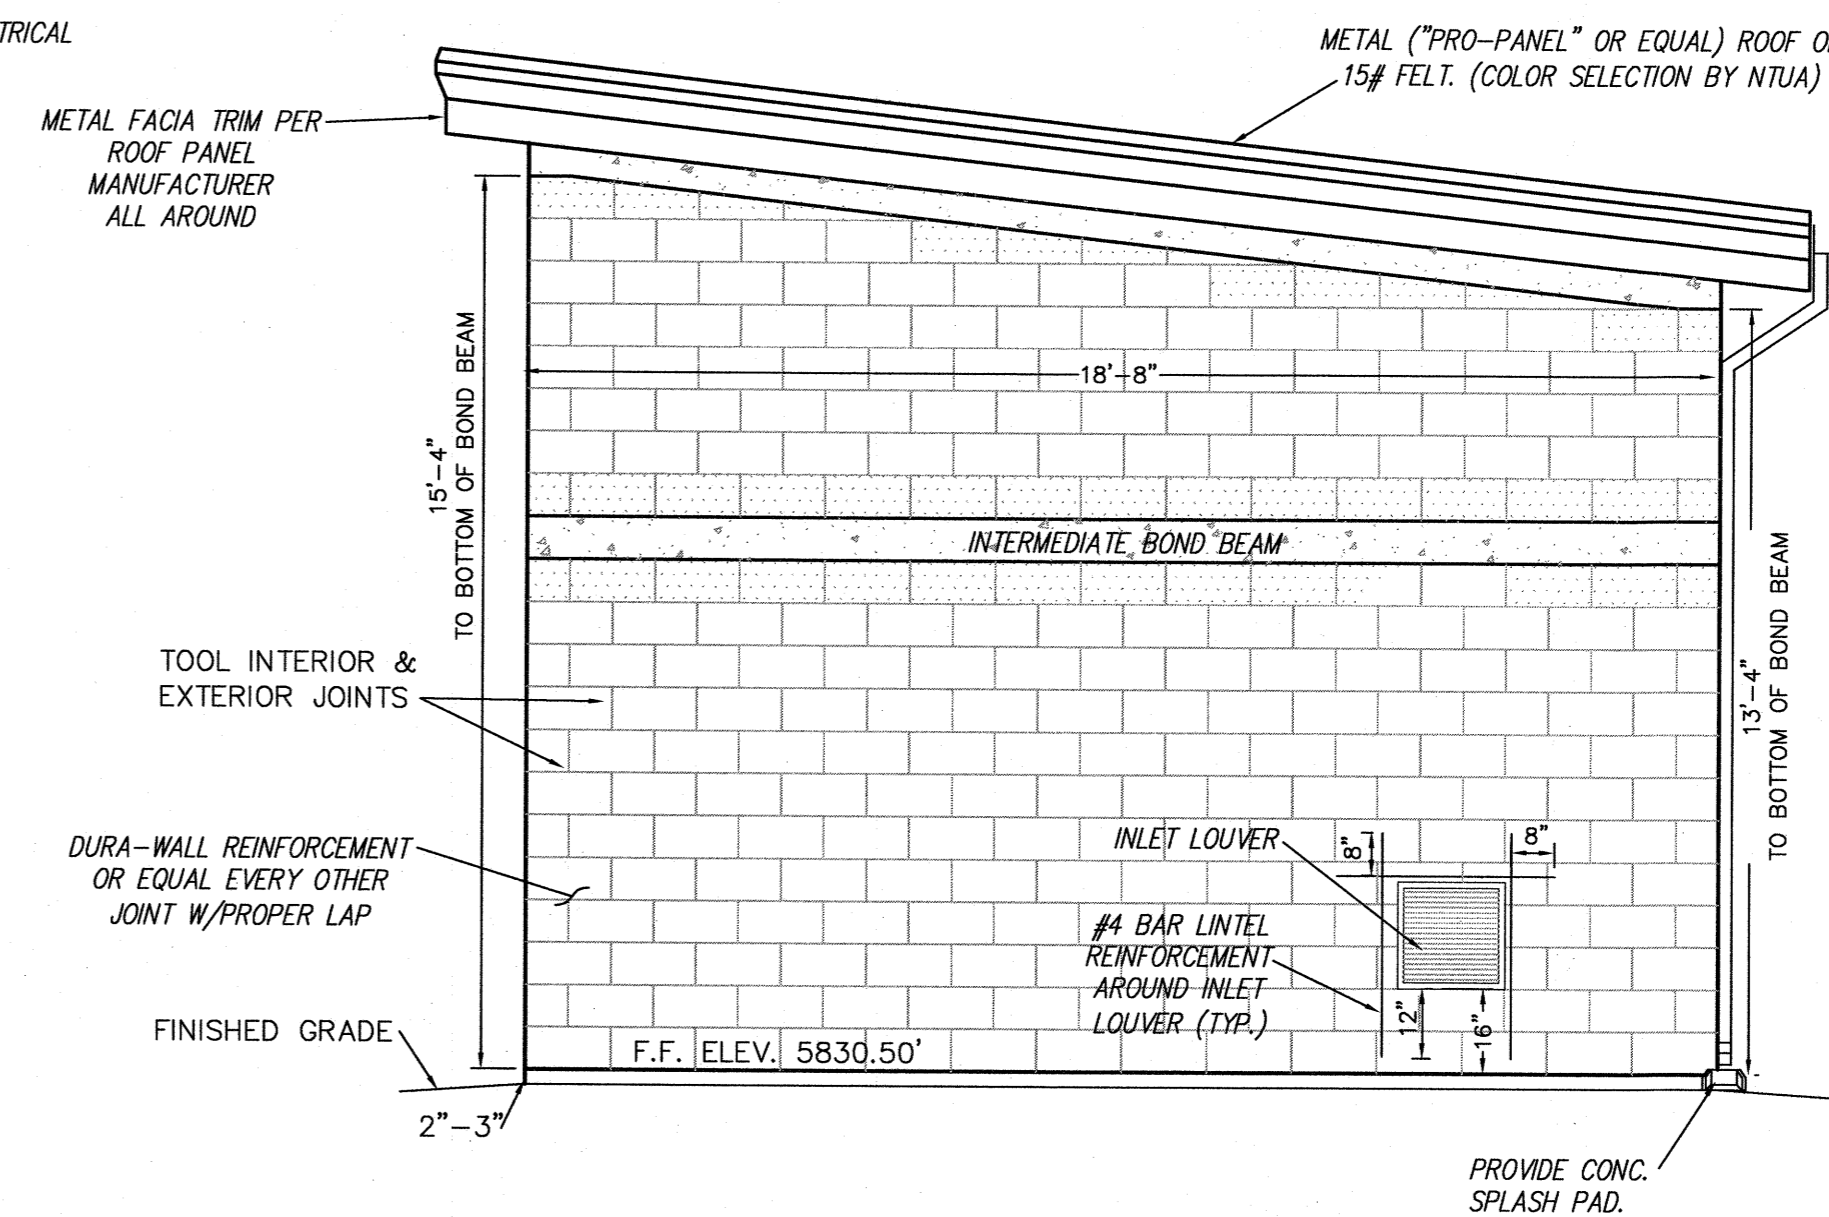 TRICAL
METAL ("PRO-PANEL" OR EQUAL) ROOF O
15# FELT. (COLOR SELECTION BY NTUA)
METAL FACIA TRIM PER
ROOF PANEL
MANUFACTURER
ALL AROUND
15'-4"
TO BOTTOM OF BOND BEAM
18'-8"
INTERMEDIATE BOND BEAM
13'-4"
TO BOTTOM OF BOND BEAM
TOOL INTERIOR &
EXTERIOR JOINTS
DURA-WALL REINFORCEMENT
OR EQUAL EVERY OTHER
JOINT W/PROPER LAP
INLET LOUVER
8"
8"
#4 BAR LINTEL
REINFORCEMENT
AROUND INLET
LOUVER (TYP.)
12"
16"
FINISHED GRADE
F.F. ELEV. 5830.50'
2"-3"
PROVIDE CONC.
SPLASH PAD.